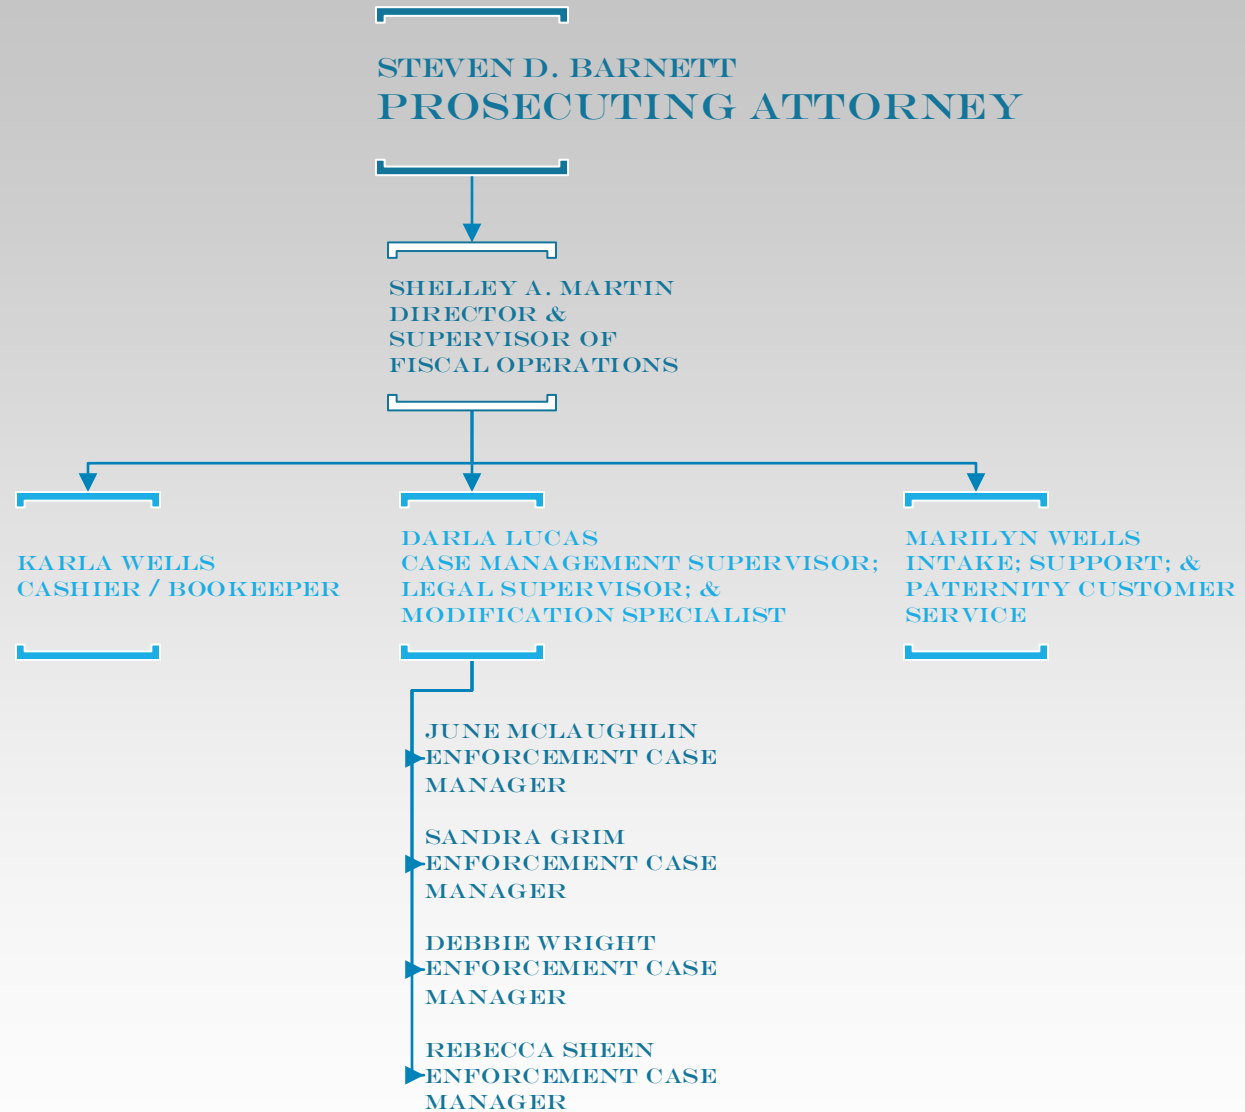 STEVEN D. BARNETT
PROSECUTING ATTORNEY
SHELLEY A. MARTIN
DIRECTOR &
SUPERVISOR OF
FISCAL OPERATIONS
KARLA WELLS
CASHIER / BOOKEEPER
DARLA LUCAS
CASE MANAGEMENT SUPERVISOR;
LEGAL SUPERVISOR; &
MODIFICATION SPECIALIST
MARILYN WELLS
INTAKE; SUPPORT; &
PATERNITY CUSTOMER
SERVICE
JUNE MCLAUGHLIN
ENFORCEMENT CASE
MANAGER
SANDRA GRIM
ENFORCEMENT CASE
MANAGER
DEBBIE WRIGHT
ENFORCEMENT CASE
MANAGER
REBECCA SHEEN
ENFORCEMENT CASE
MANAGER